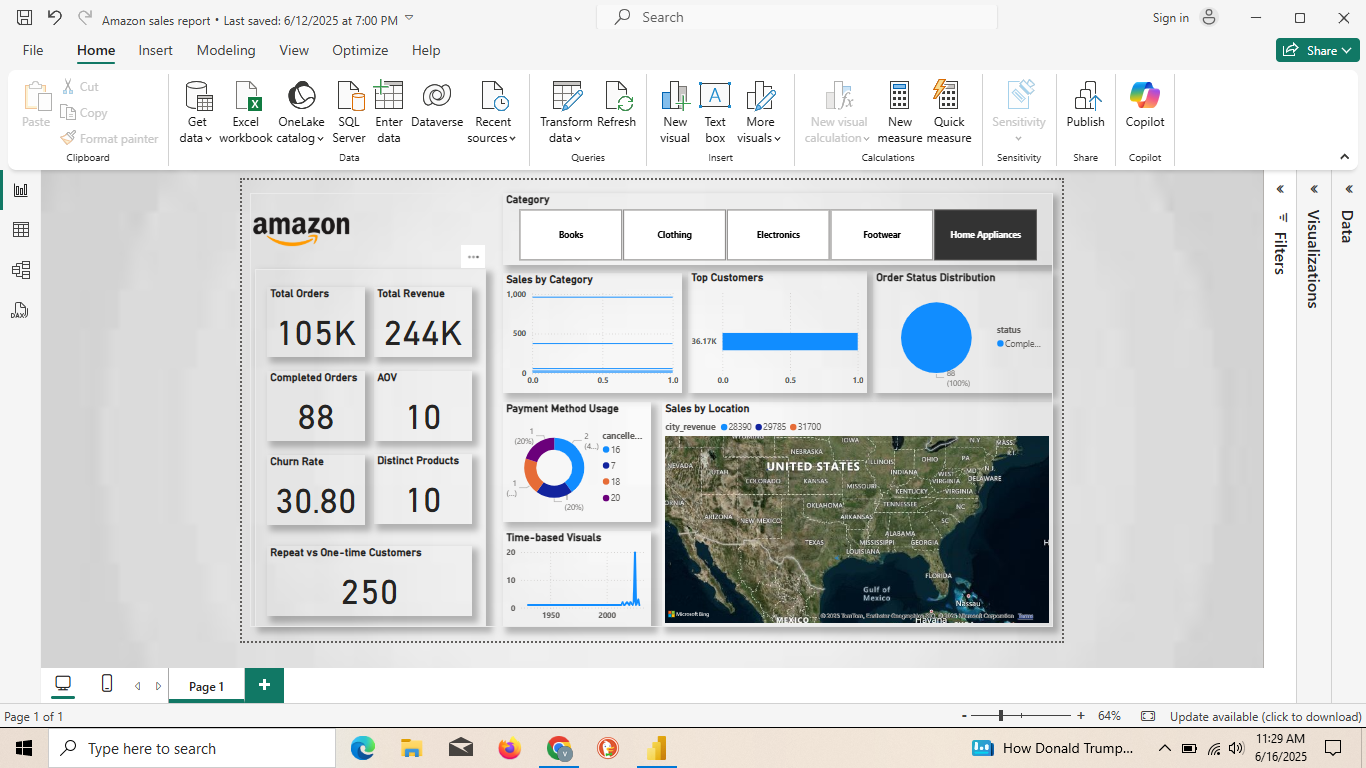 Amazon sales report • Last saved: 6/12/2025 at 7:00 PM
Search
Sign in
File Home Insert Modeling View Optimize Help
Share
Paste
Cut
Copy
Format painter
Clipboard
Get data
Excel workbook
OneLake catalog
SQL Server
Enter data
Dataverse
Recent sources
Data
Transform data
Refresh
Queries
New visual
Text box
More visuals
Insert
New visual calculation
New measure
Quick measure
Calculations
Sensitivity
Sensitivity
Publish
Share
Copilot
Copilot
DAX
amazon
Category
Books
Clothing
Electronics
Footwear
Home Appliances
Total Orders
105K
Total Revenue
244K
Completed Orders
88
AOV
10
Churn Rate
30.80
Distinct Products
10
Repeat vs One-time Customers
250
Sales by Category
1,000
500
0
0.0 0.5 1.0
Top Customers
36.17K
0.0 0.5 1.0
Order Status Distribution
status
Comple...
88
(100%)
Payment Method Usage
1
(20%)
2
(4...)
1
(...)
1
(20%)
cancelle...
16
7
18
20
Time-based Visuals
20
10
0
1950 2000
Sales by Location
city_revenue 28390 29785 31700
WYOMING
IOWA
N.Y.
MASS.
R.I.
NEBRASKA
NEVADA
UTAH
UNITED STATES
ILLINOIS
OHIO
PA
N.J.
MD.
INDIANA
COLORADO
KANSAS
MISSOURI
WEST VIRGINIA
DELAWARE
KENTUCKY
VIRGINIA
OKLAHOMA
TENNESSEE
NC
ARIZONA
NEW MEXICO
ARKANSAS
SC
ALABAMA
TEXAS
MISSISSIPPI
GEORGIA
LOUISIANA
FLORIDA
Gulf of Mexico
Nassau
Havana
MEXICO
Microsoft Bing
Terms
Filters
Visualizations
Data
Page 1
Page 1 of 1
- + 64%
Update available (click to download)
Type here to search
How Donald Trump...
11:29 AM
6/16/2025